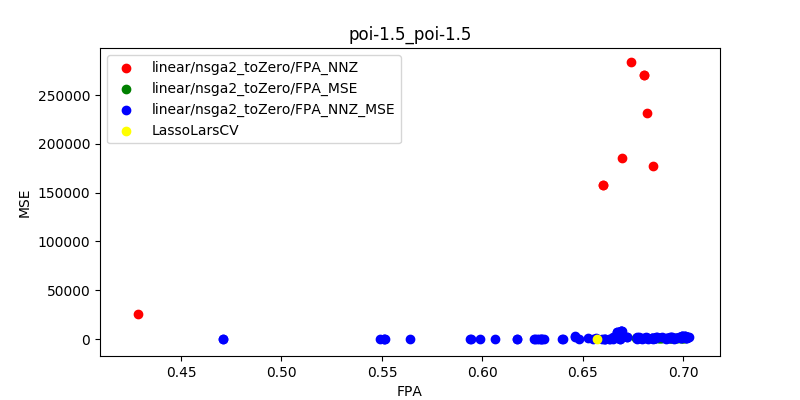 poi-1.5_poi-1.5
linear/nsga2_toZero/FPA_NNZ
linear/nsga2_toZero/FPA_MSE
linear/nsga2_toZero/FPA_NNZ_MSE
LassoLarsCV
MSE
250000
200000
150000
100000
50000
0
0.45 0.50 0.55 0.60 0.65 0.70
FPA